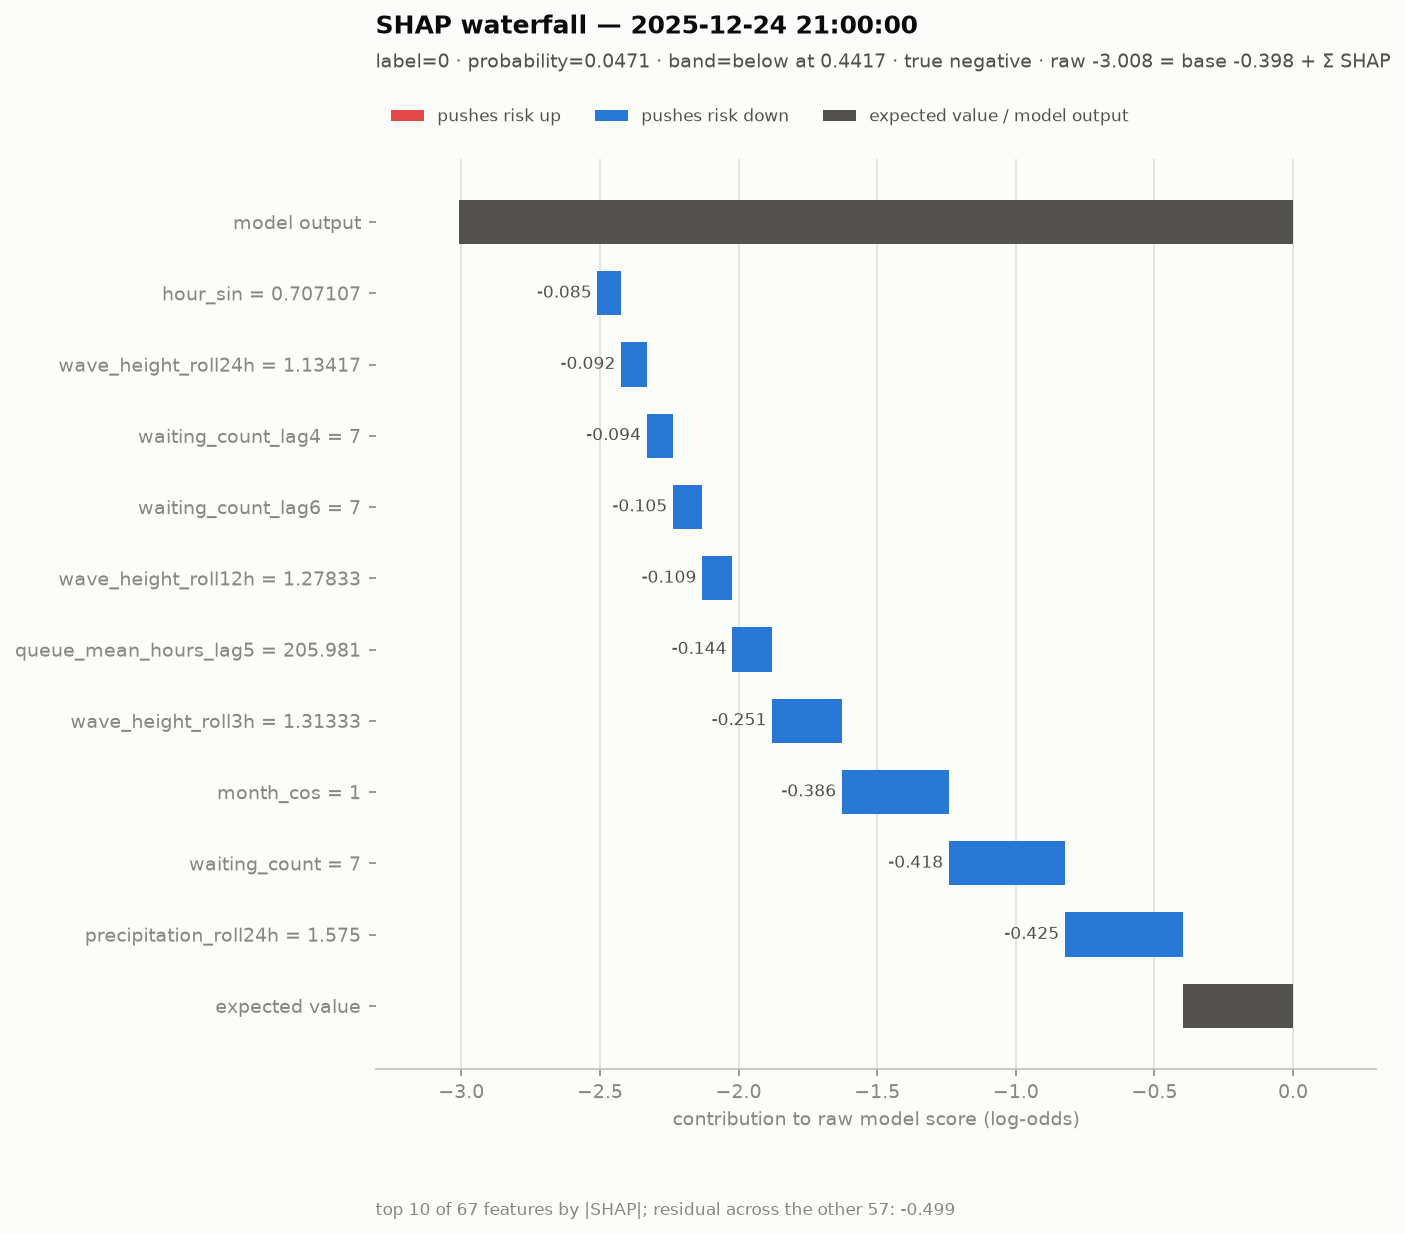 SHAP waterfall — 2025-12-24 21:00:00
label=0 · probability=0.0471 · band=below at 0.4417 · true negative · raw -3.008 = base -0.398 + Σ SHAP
pushes risk up
pushes risk down
expected value / model output
model output
hour_sin = 0.707107
-0.085
wave_height_roll24h = 1.13417
-0.092
waiting_count_lag4 = 7
-0.094
waiting_count_lag6 = 7
-0.105
wave_height_roll12h = 1.27833
-0.109
queue_mean_hours_lag5 = 205.981
-0.144
wave_height_roll3h = 1.31333
-0.251
month_cos = 1
-0.386
waiting_count = 7
-0.418
precipitation_roll24h = 1.575
-0.425
expected value
−3.0
−2.5
−2.0
−1.5
−1.0
−0.5
0.0
contribution to raw model score (log-odds)
top 10 of 67 features by |SHAP|; residual across the other 57: -0.499